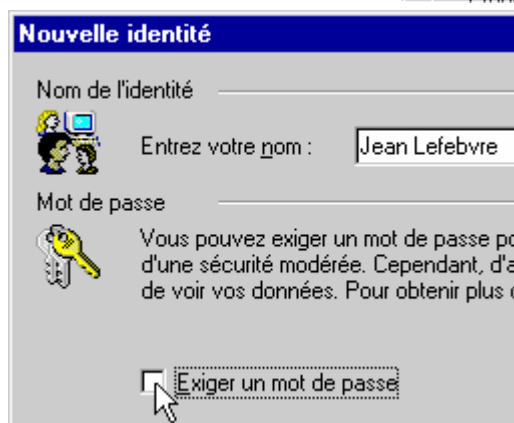 Nouvelle identité
Nom de l'identité
Entrez votre nom : Jean Lefebvre
Mot de passe
Vous pouvez exiger un mot de passe
d'une sécurité modérée. Cependant,
de voir vos données. Pour obtenir plus
Exiger un mot de passe